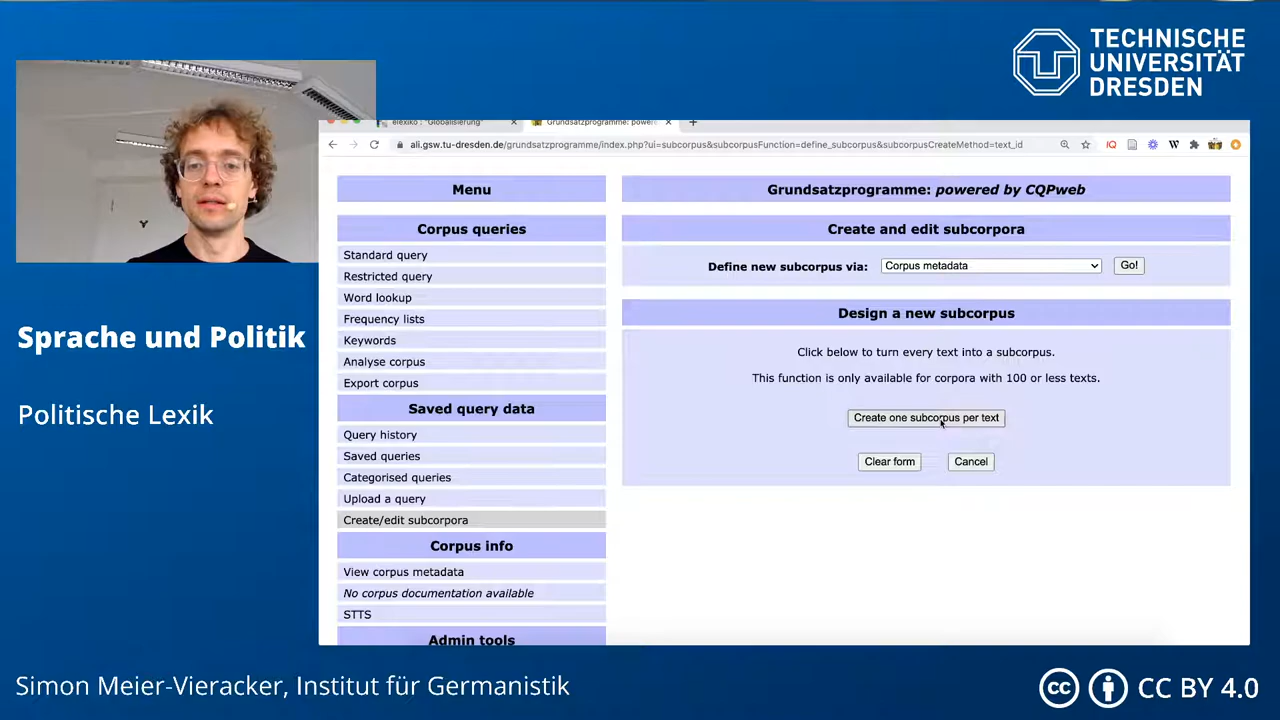 TECHNISCHE
UNIVERSITÄT
DRESDEN
elexiko : "Globalisierung"
Grundsatzprogramme: powere
ali.gsw.tu-dresden.de/grundsatzprogramme/index.php?ui=subcorpus&subcorpusFunction=define_subcorpus&subcorpusCreateMethod=text_id
Menu
Corpus queries
Standard query
Restricted query
Word lookup
Frequency lists
Keywords
Analyse corpus
Export corpus
Saved query data
Query history
Saved queries
Categorised queries
Upload a query
Create/edit subcorpora
Corpus info
View corpus metadata
No corpus documentation available
STTS
Admin tools
Grundsatzprogramme: powered by CQPweb
Create and edit subcorpora
Define new subcorpus via: Corpus metadata Go!
Design a new subcorpus
Click below to turn every text into a subcorpus.
This function is only available for corpora with 100 or less texts.
Create one subcorpus per text
Clear form Cancel
Sprache und Politik
Politische Lexik
Simon Meier-Vieracker, Institut für Germanistik
cc CC BY 4.0